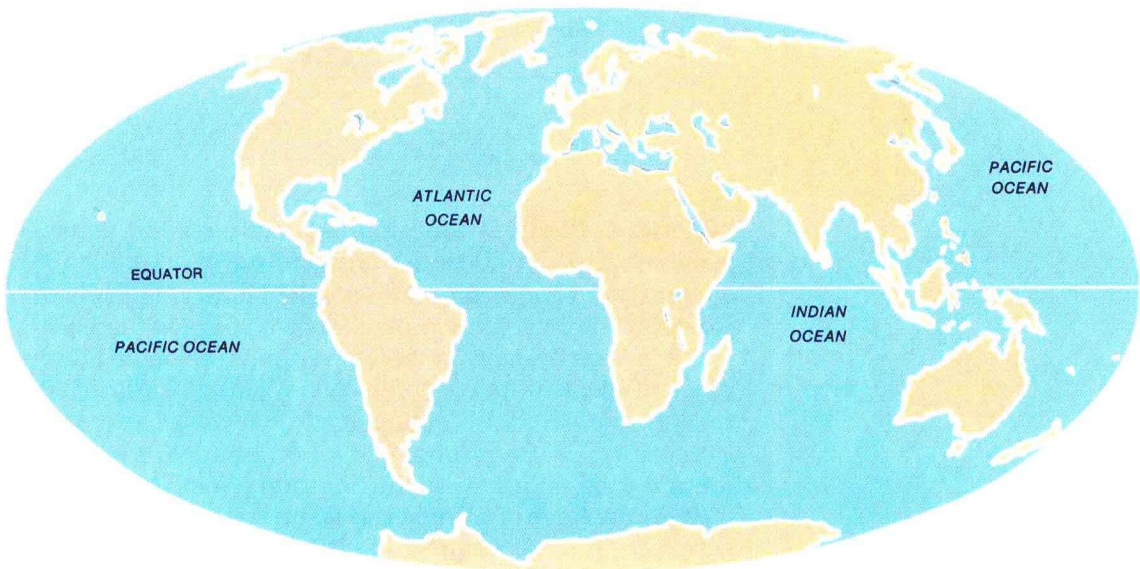 PACIFIC
OCEAN
ATLANTIC
OCEAN
EQUATOR
INDIAN
OCEAN
PACIFIC OCEAN